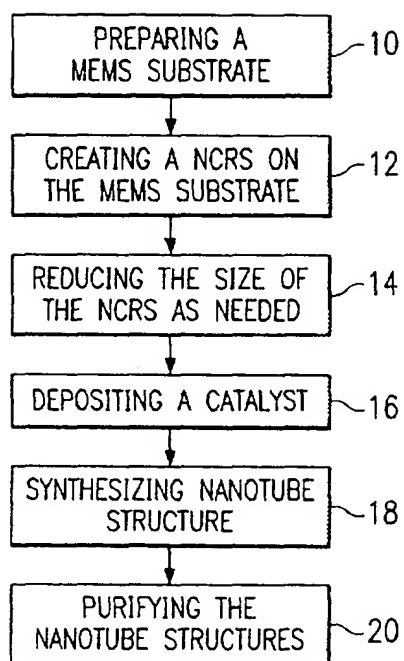 PREPARING A
MEMS SUBSTRATE
10
CREATING A NCRS ON
THE MEMS SUBSTRATE
12
REDUCING THE SIZE OF
THE NCRS AS NEEDED
14
DEPOSITING A CATALYST
16
SYNTHESIZING NANOTUBE
STRUCTURE
18
PURIFYING THE
NANOTUBE STRUCTURES
20